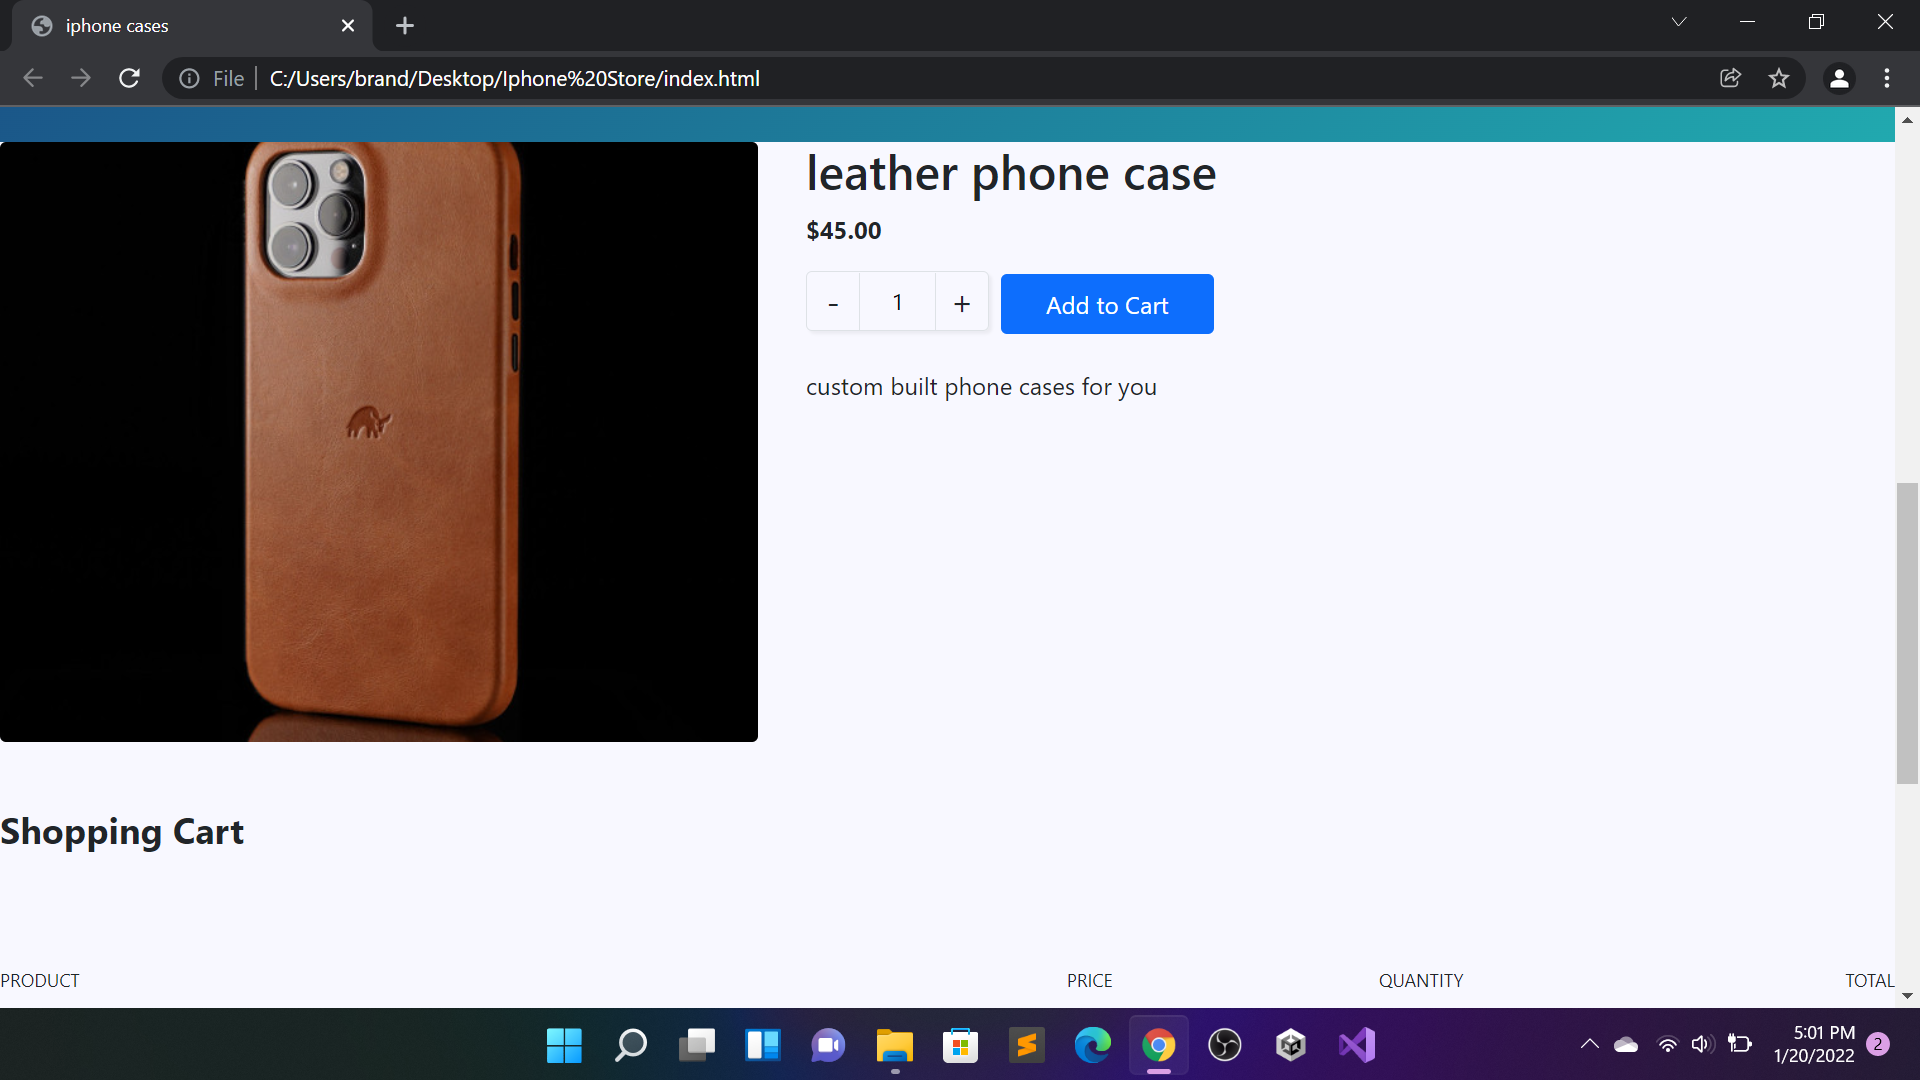 iphone cases
File
C:/Users/brand/Desktop/Iphone%20Store/index.html
leather phone case
$45.00
- 1 + Add to Cart
custom built phone cases for you
Shopping Cart
PRODUCT PRICE QUANTITY TOTAL
5:01 PM
1/20/2022
2